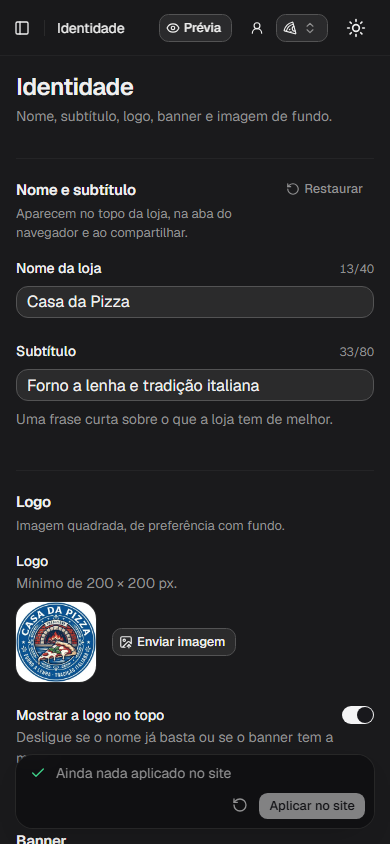 Identidade
Prévia
Identidade
Nome, subtítulo, logo, banner e imagem de fundo.
Nome e subtítulo
Restaurar
Aparecem no topo da loja, na aba do
navegador e ao compartilhar.
Nome da loja
13/40
Casa da Pizza
Subtítulo
33/80
Forno a lenha e tradição italiana
Uma frase curta sobre o que a loja tem de melhor.
Logo
Imagem quadrada, de preferência com fundo.
Logo
Mínimo de 200 × 200 px.
CASA DA PIZZA
FORNO A LENHA · TRADIÇÃO ITALIANA
Enviar imagem
Mostrar a logo no topo
Desligue se o nome já basta ou se o banner tem a
Ainda nada aplicado no site
Aplicar no site
Banner